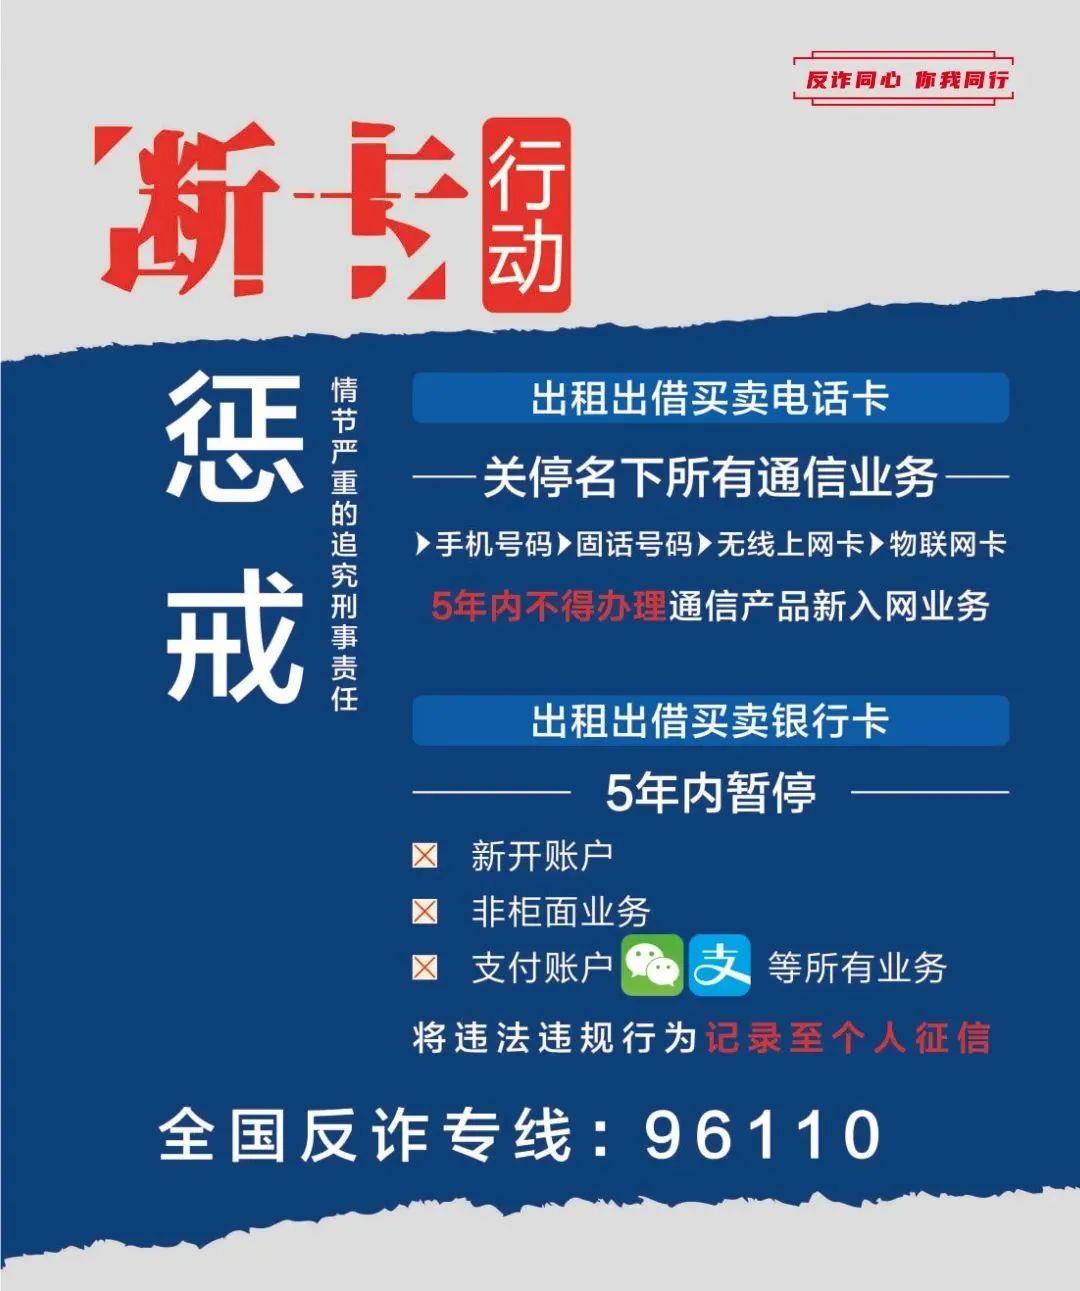 反诈同心 你我同行
断卡行动
惩戒
情节严重的追究刑事责任
出租出借买卖电话卡
关停名下所有通信业务
手机号码 固话号码 无线上网卡 物联网卡
5年内不得办理通信产品新入网业务
出租出借买卖银行卡
5年内暂停
新开账户
非柜面业务
支付账户 支 等所有业务
将违法违规行为记录至个人征信
全国反诈专线：96110